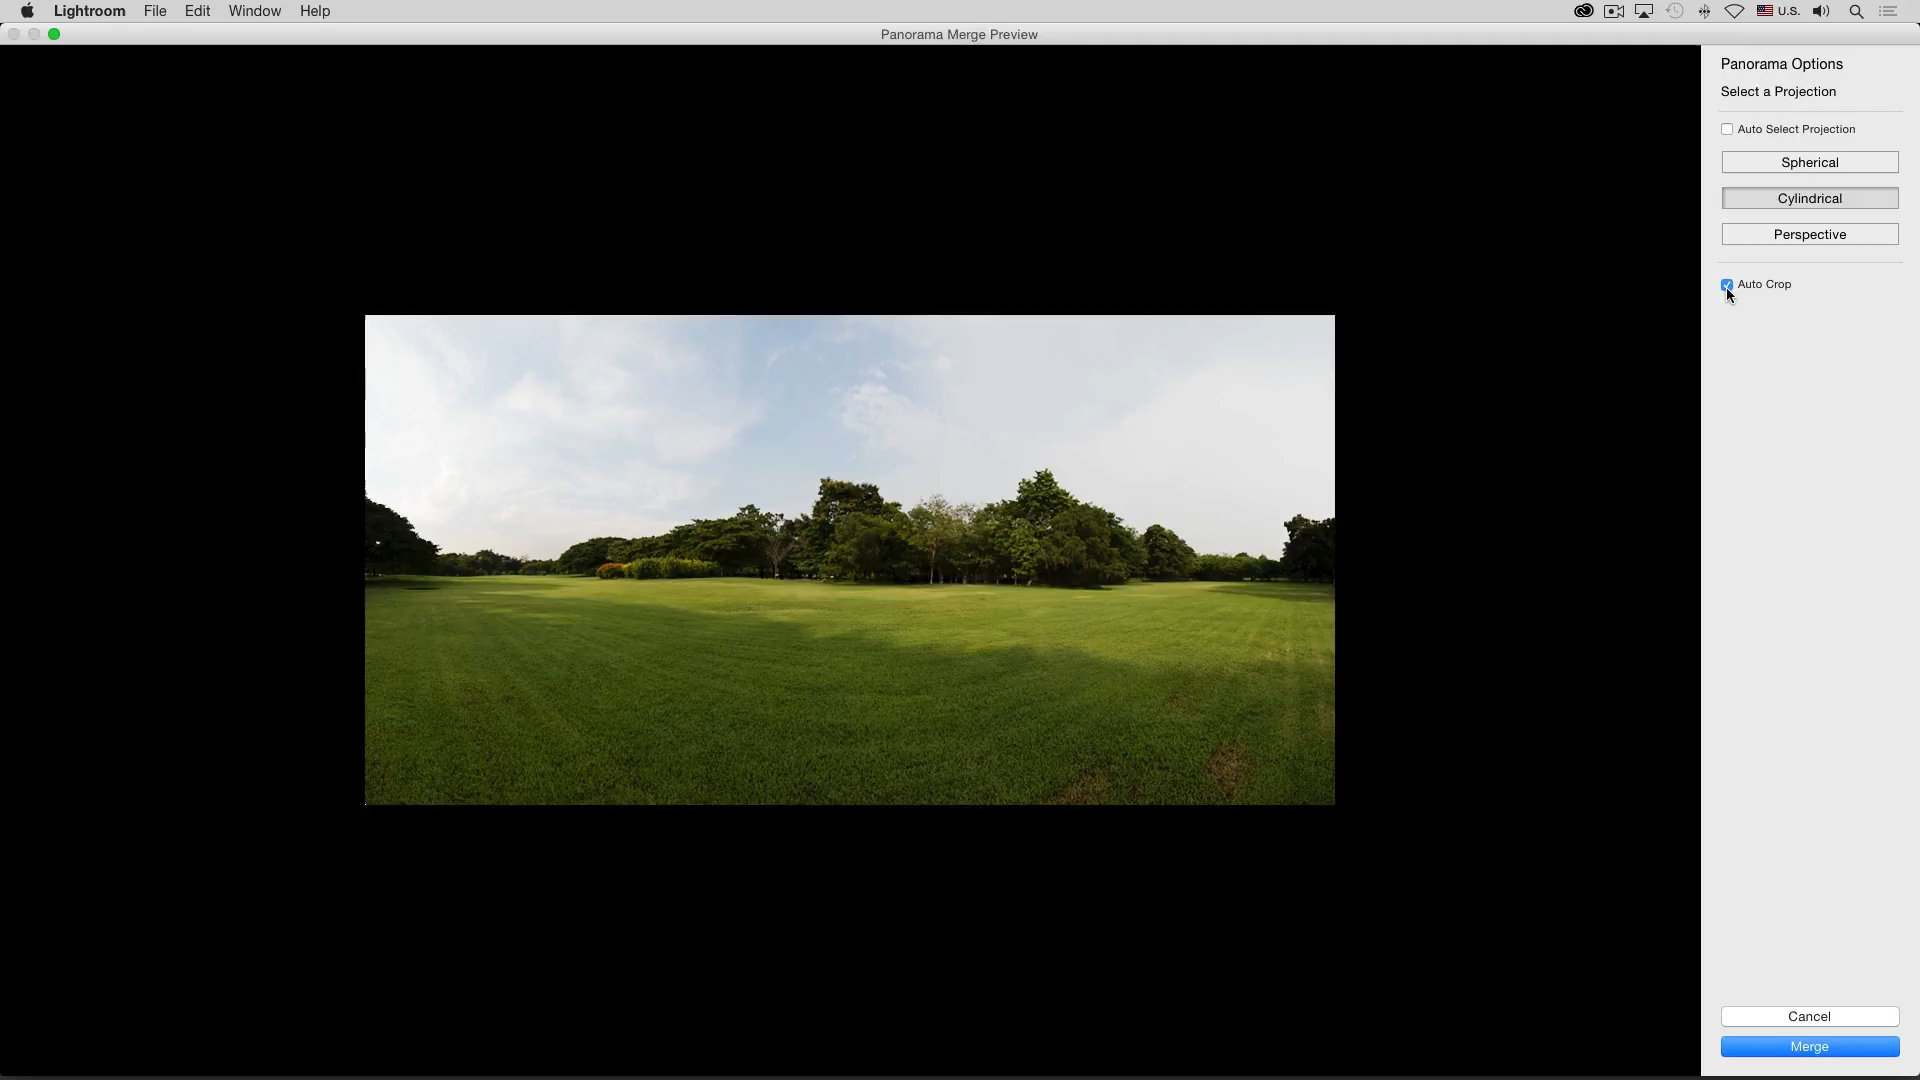 Lightroom File Edit Window Help U.S.
Panorama Merge Preview
Panorama Options
Select a Projection
Auto Select Projection
Spherical
Cylindrical
Perspective
Auto Crop
Cancel
Merge